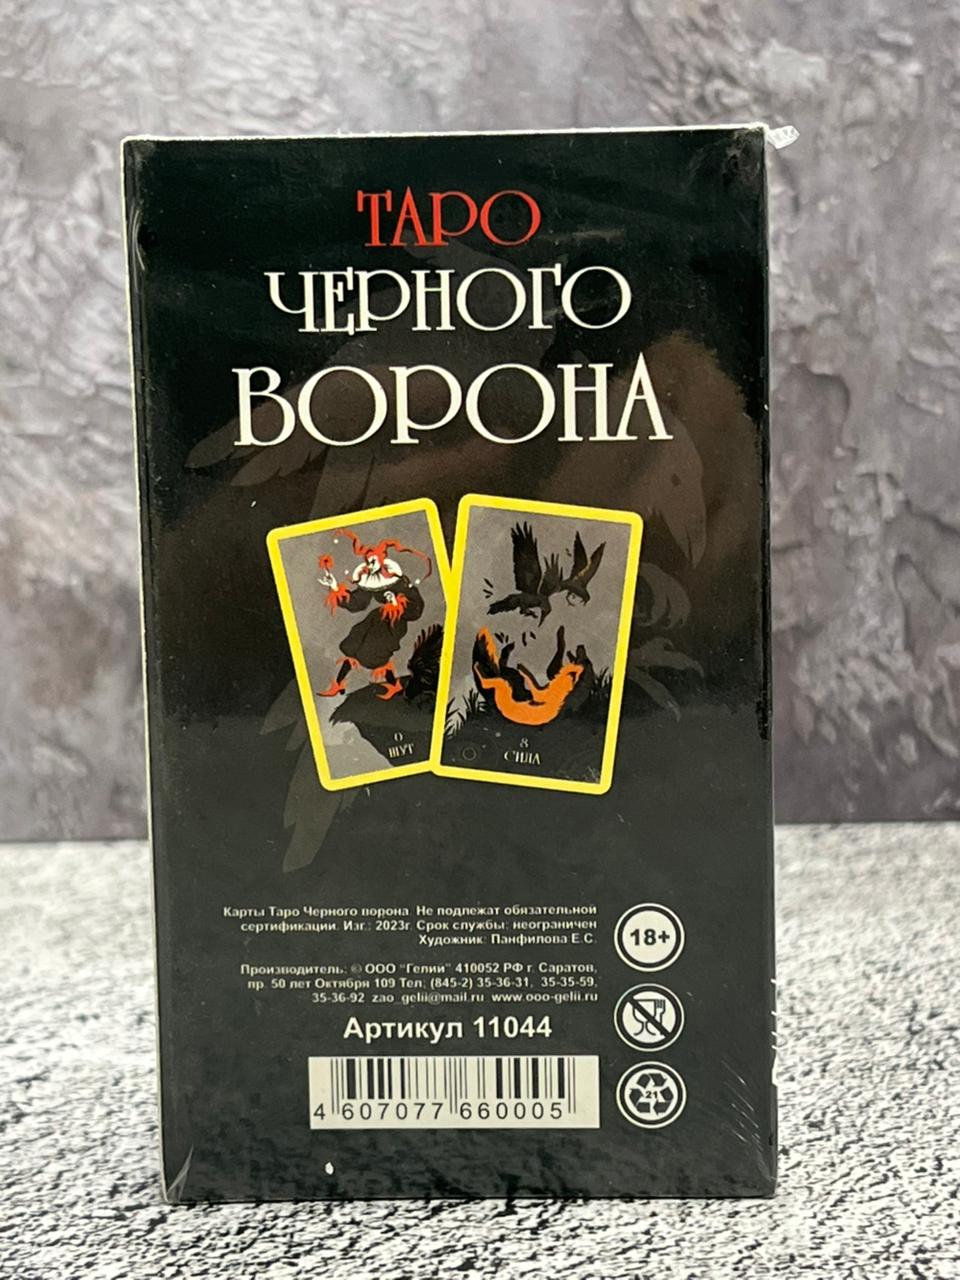 ТАРО
ЧЕРНОГО
ВОРОНА
0
ШУТ
8
СИЛА
Карты Таро Черного ворона. Не подлежат обязательной
сертификации. Изг.: 2023г. Срок службы: неограничен
Художник: Панфилова Е.С.
Производитель: © ООО "Гелии" 410052 РФ г. Саратов,
пр. 50 лет Октября 109 Тел; (845-2) 35-36-31, 35-35-59,
35-36-92 zao_gelii@mail.ru www.ooo-gelii.ru
Артикул 11044
4 607077 660005
18+
21